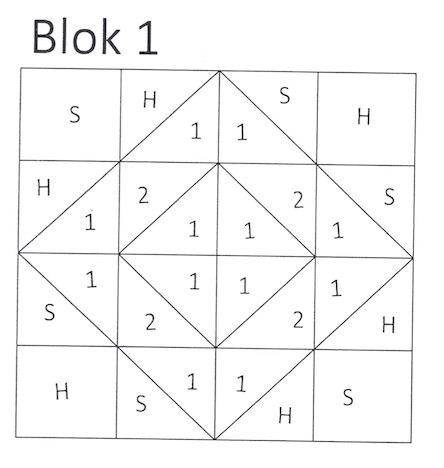 Blok 1
S H S H
1 1
H 2 2 S
1 1 1 1
1 1 1 1
S 2 2 H
H 1 1 S
S H